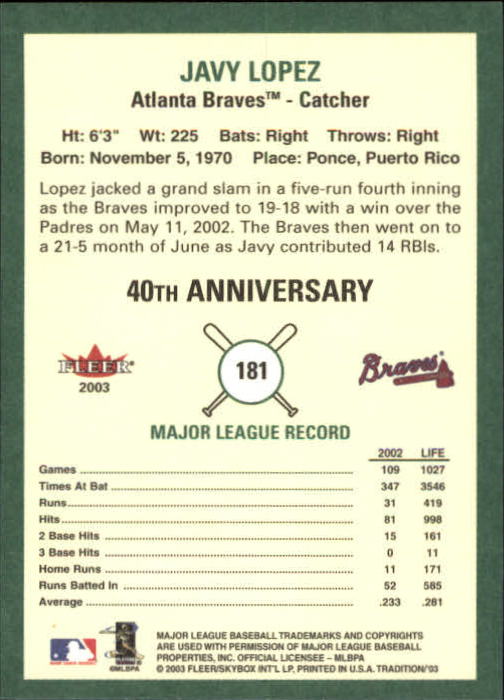 JAVY LOPEZ
Atlanta Braves™ - Catcher
Ht: 6'3" Wt: 225 Bats: Right Throws: Right
Born: November 5, 1970 Place: Ponce, Puerto Rico
Lopez jacked a grand slam in a five-run fourth inning
as the Braves improved to 19-18 with a win over the
Padres on May 11, 2002. The Braves then went on to
a 21-5 month of June as Javy contributed 14 RBIs.
40TH ANNIVERSARY
FLEER®
2003
181
Braves
MAJOR LEAGUE RECORD
2002 LIFE
Games 109 1027
Times At Bat 347 3546
Runs 31 419
Hits 81 998
2 Base Hits 15 161
3 Base Hits 0 11
Home Runs 11 171
Runs Batted In 52 585
Average .233 .281
©MLBPA
MAJOR LEAGUE BASEBALL TRADEMARKS AND COPYRIGHTS
ARE USED WITH PERMISSION OF MAJOR LEAGUE BASEBALL
PROPERTIES, INC. OFFICIAL LICENSEE – MLBPA
© 2003 FLEER/SKYBOX INT'L LP, PRINTED IN U.S.A. TRADITION/'03